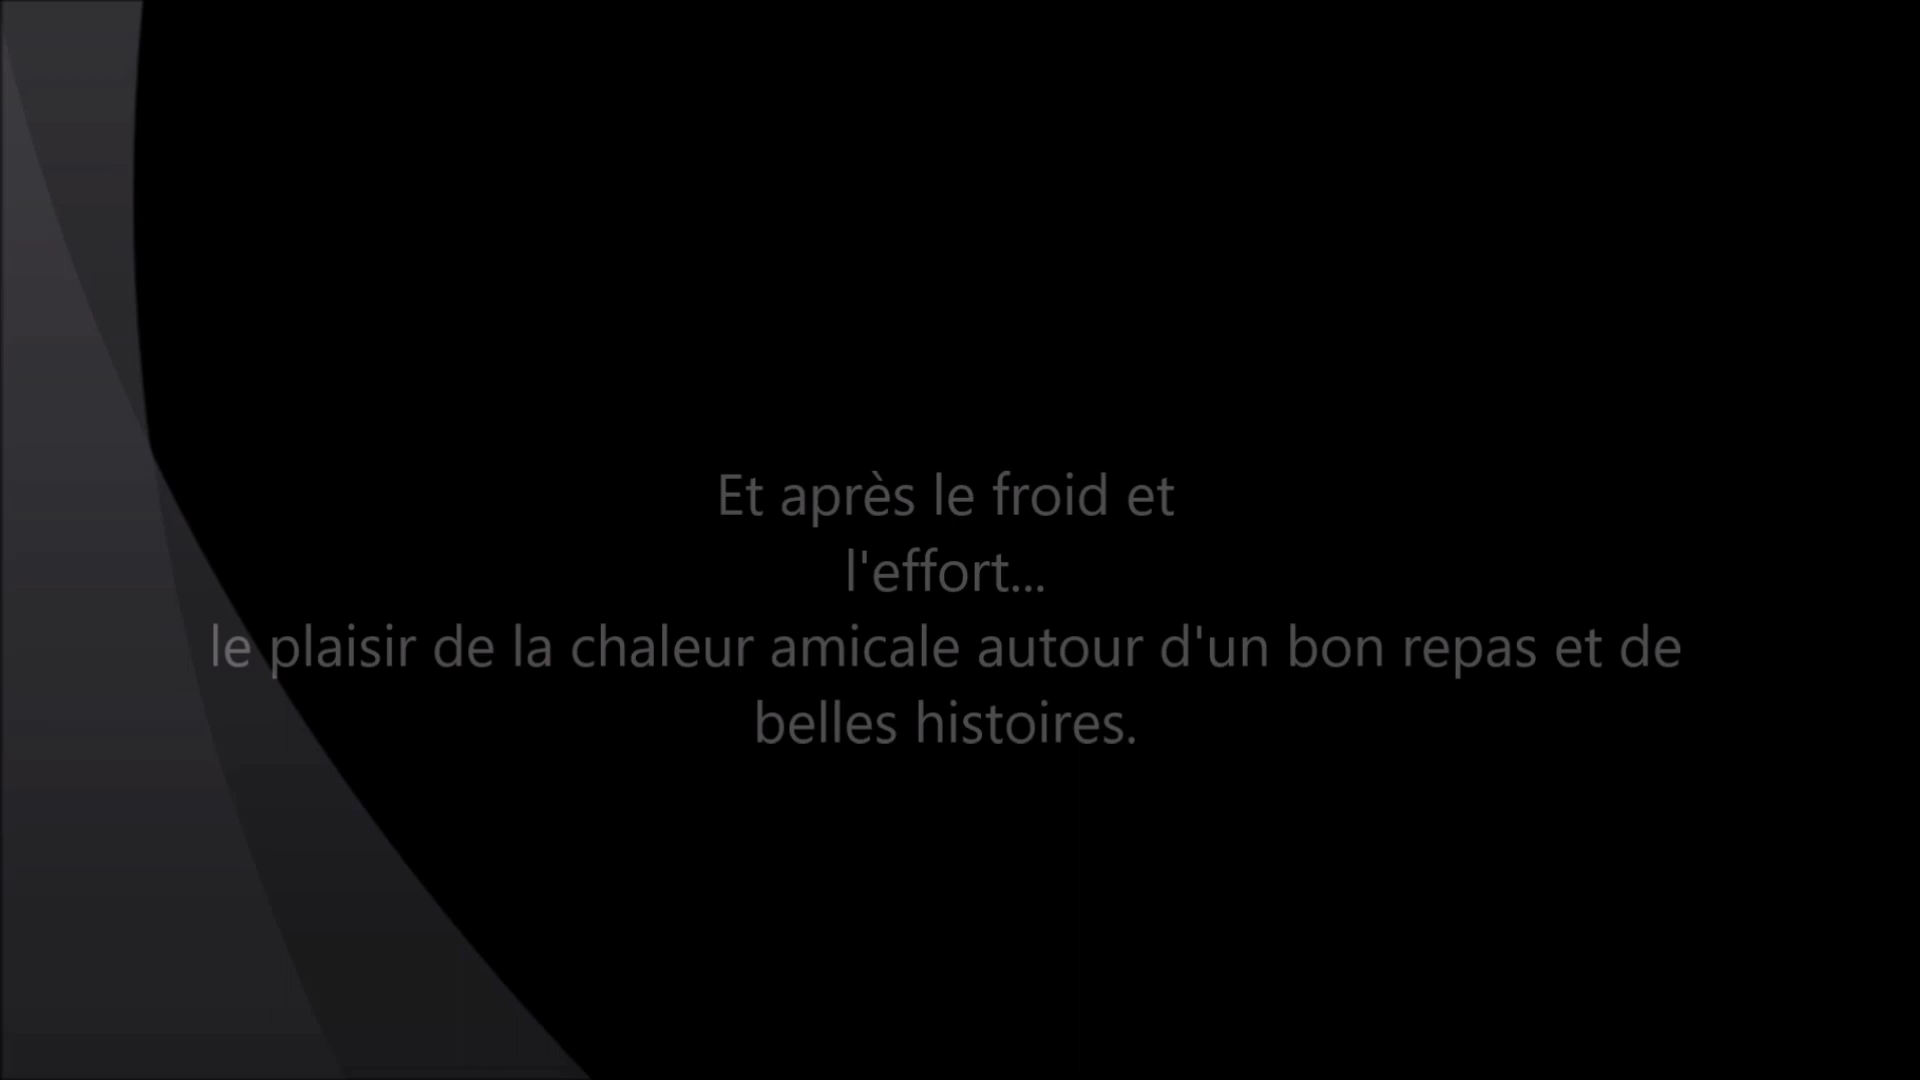 Et après le froid et
l'effort...
le plaisir de la chaleur amicale autour d'un bon repas et de
belles histoires.